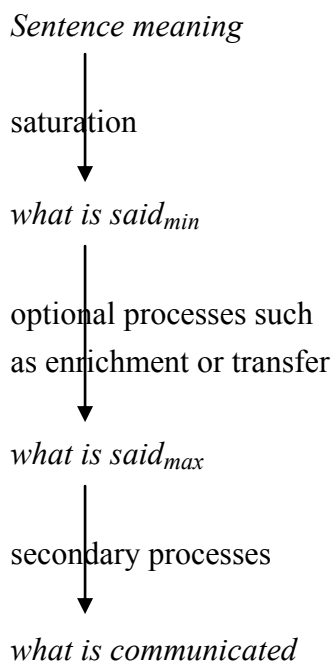 Sentence meaning
saturation
what is said_min
optional processes such
as enrichment or transfer
what is said_max
secondary processes
what is communicated